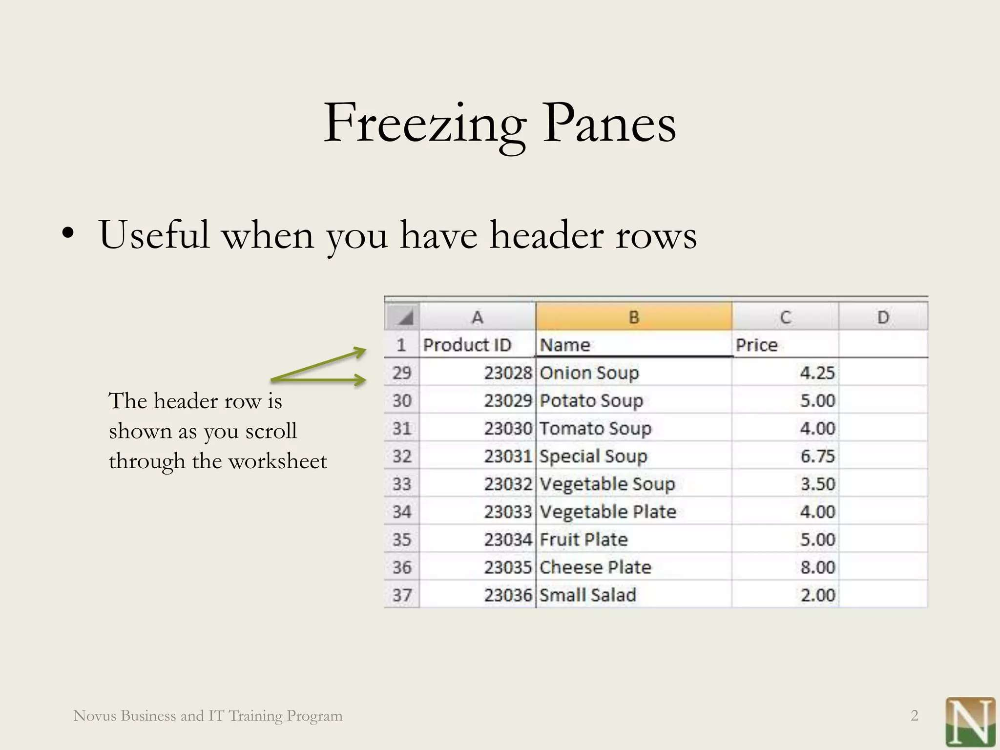 Freezing Panes
• Useful when you have header rows
The header row is
shown as you scroll
through the worksheet
A B C D
1 Product ID Name Price
29 23028 Onion Soup 4.25
30 23029 Potato Soup 5.00
31 23030 Tomato Soup 4.00
32 23031 Special Soup 6.75
33 23032 Vegetable Soup 3.50
34 23033 Vegetable Plate 4.00
35 23034 Fruit Plate 5.00
36 23035 Cheese Plate 8.00
37 23036 Small Salad 2.00
Novus Business and IT Training Program 2
N